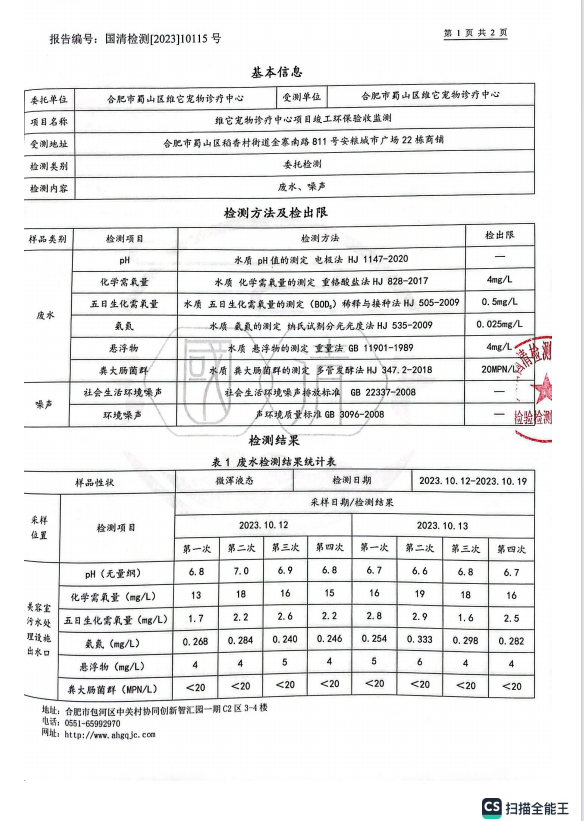 报告编号：国清检测[2023]10115 号
第 1 页 共 2 页
基本信息
委托单位 合肥市蜀山区维它宠物诊疗中心 受测单位 合肥市蜀山区维它宠物诊疗中心
项目名称 维它宠物诊疗中心项目竣工环保验收监测
受测地址 合肥市蜀山区稻香村街道金寨南路 811 号安粮城市广场 22 栋商铺
检测类别 委托检测
检测内容 废水、噪声
检测方法及检出限
样品类别 检测项目 检测方法 检出限
废水 pH 水质 pH 值的测定 电极法 HJ 1147-2020 —
化学需氧量 水质 化学需氧量的测定 重铬酸盐法 HJ 828-2017 4mg/L
五日生化需氧量 水质 五日生化需氧量的测定（BOD₅）稀释与接种法 HJ 505-2009 0.5mg/L
氨氮 水质 氨氮的测定 纳氏试剂分光光度法 HJ 535-2009 0.025mg/L
悬浮物 水质 悬浮物的测定 重量法 GB 11901-1989 4mg/L
粪大肠菌群 水质 粪大肠菌群的测定 多管发酵法 HJ 347.2-2018 20MPN/L
噪声 社会生活环境噪声 社会生活环境噪声排放标准 GB 22337-2008 —
环境噪声 声环境质量标准 GB 3096-2008 —
清检测
检验检测
检测结果
表 1 废水检测结果统计表
样品性状 微浑液态 检测日期 2023.10.12-2023.10.19
采样位置 检测项目 采样日期/检测结果
2023.10.12 2023.10.13
第一次 第二次 第三次 第四次 第一次 第二次 第三次 第四次
美容室污水处理设施出水口 pH（无量纲） 6.8 7.0 6.9 6.8 6.7 6.6 6.8 6.7
化学需氧量（mg/L） 13 18 16 15 16 19 18 16
五日生化需氧量（mg/L） 1.7 2.2 2.6 2.2 2.8 2.9 1.6 2.5
氨氮（mg/L） 0.268 0.284 0.240 0.246 0.254 0.333 0.298 0.282
悬浮物（mg/L） 4 4 5 4 5 6 4 4
粪大肠菌群（MPN/L） <20 <20 <20 <20 <20 <20 <20 <20
地址：合肥市包河区中关村协同创新智汇园一期 C2 区 3-4 楼
电话：0551-65992970
网址：http://www.ahgqjc.com
CS 扫描全能王